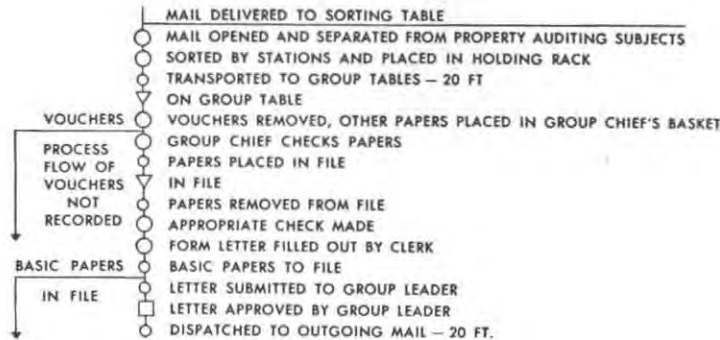 MAIL DELIVERED TO SORTING TABLE
MAIL OPENED AND SEPARATED FROM PROPERTY AUDITING SUBJECTS
SORTED BY STATIONS AND PLACED IN HOLDING RACK
TRANSPORTED TO GROUP TABLES — 20 FT
ON GROUP TABLE
VOUCHERS
VOUCHERS REMOVED, OTHER PAPERS PLACED IN GROUP CHIEF'S BASKET
GROUP CHIEF CHECKS PAPERS
PROCESS
FLOW OF
VOUCHERS
NOT
RECORDED
PAPERS PLACED IN FILE
IN FILE
PAPERS REMOVED FROM FILE
APPROPRIATE CHECK MADE
FORM LETTER FILLED OUT BY CLERK
BASIC PAPERS
BASIC PAPERS TO FILE
IN FILE
LETTER SUBMITTED TO GROUP LEADER
LETTER APPROVED BY GROUP LEADER
DISPATCHED TO OUTGOING MAIL — 20 FT.